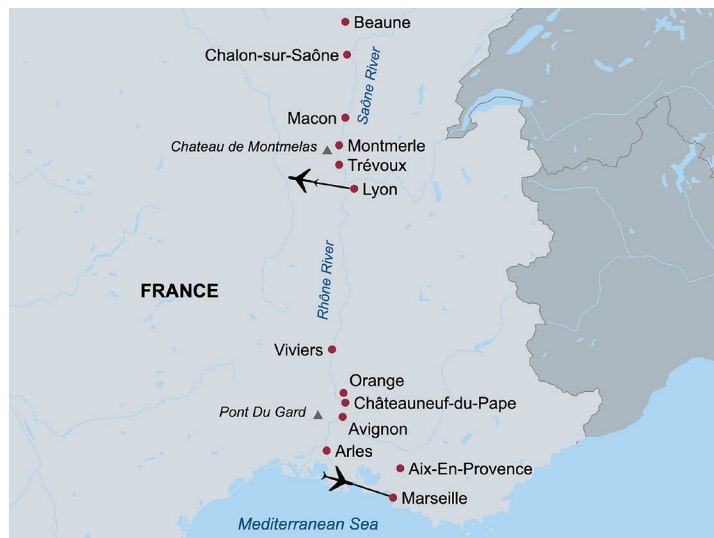 Beaune
Chalon-sur-Saône
Saône River
Macon
Chateau de Montmelas
Montmerle
Trévoux
Lyon
Rhône River
FRANCE
Viviers
Orange
Châteauneuf-du-Pape
Pont Du Gard
Avignon
Arles
Aix-En-Provence
Marseille
Mediterranean Sea